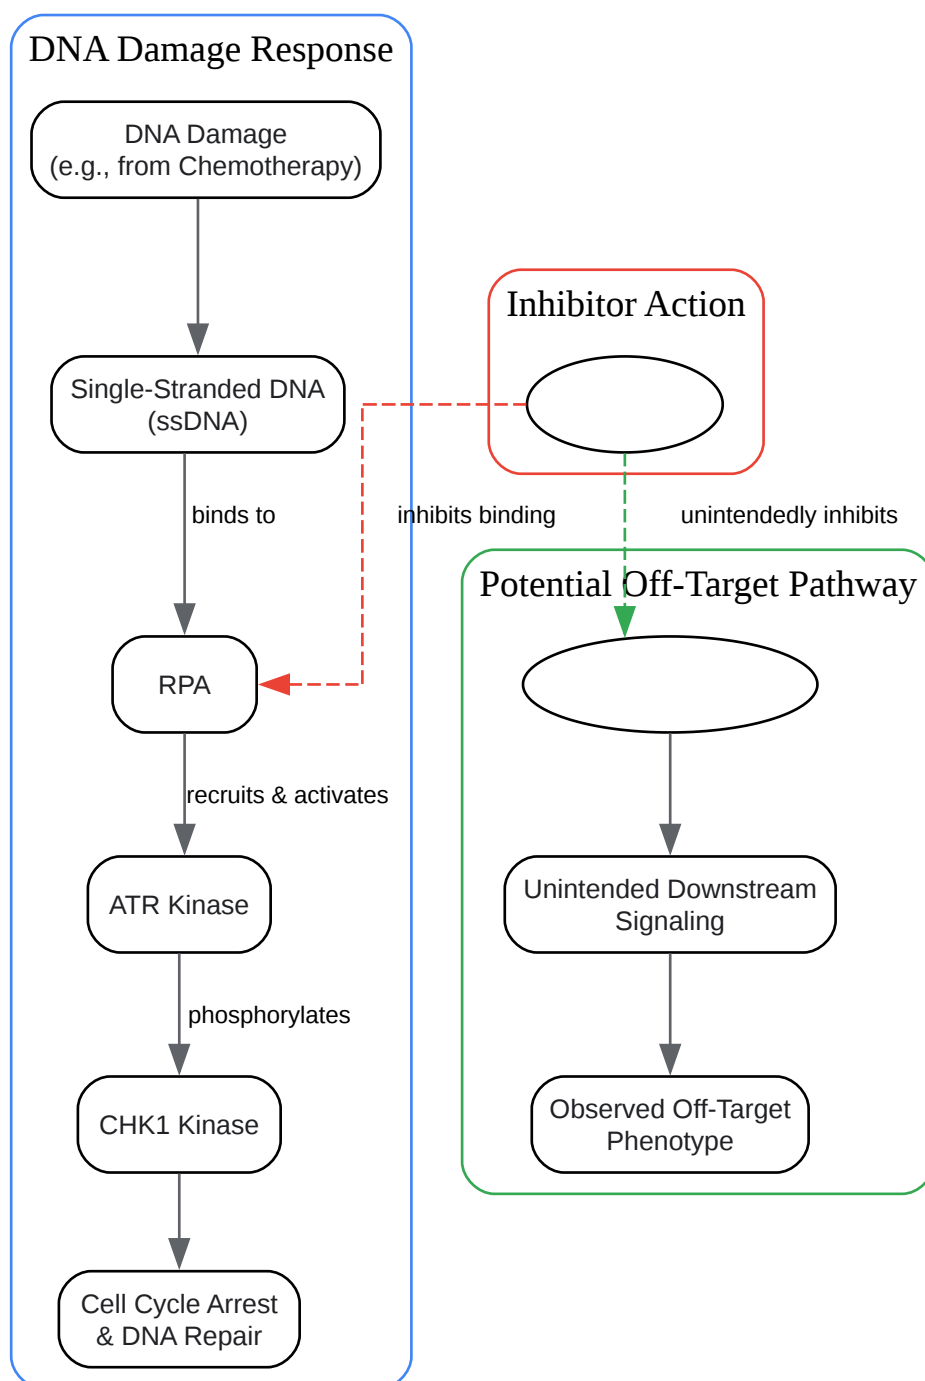 DNA Damage Response
DNA Damage
(e.g., from Chemotherapy)
Single-Stranded DNA
(ssDNA)
binds to
RPA
recruits & activates
ATR Kinase
phosphorylates
CHK1 Kinase
Cell Cycle Arrest
& DNA Repair
Inhibitor Action
inhibits binding
unintendedly inhibits
Potential Off-Target Pathway
Unintended Downstream
Signaling
Observed Off-Target
Phenotype